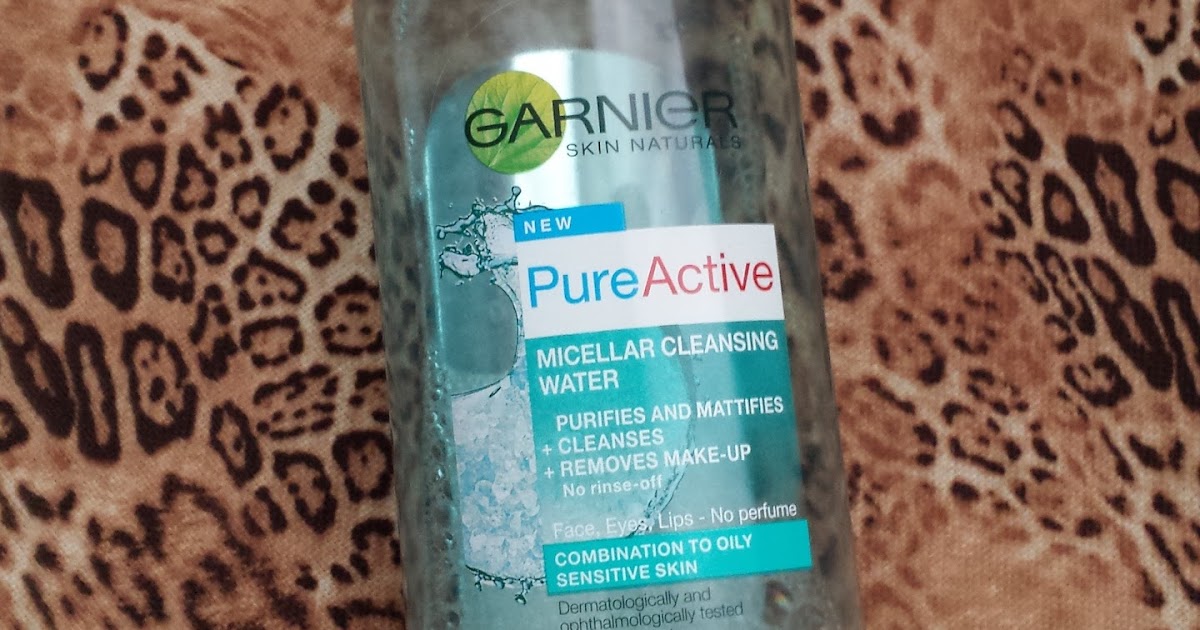 GARNIER
SKIN NATURALS
NEW
PureActive
MICELLAR CLEANSING
WATER
PURIFIES AND MATTIFIES
+ CLEANSES
+ REMOVES MAKE-UP
No rinse-off
Face, Eyes, Lips - No perfume
COMBINATION TO OILY
SENSITIVE SKIN
Dermatologically and
ophthalmologically tested